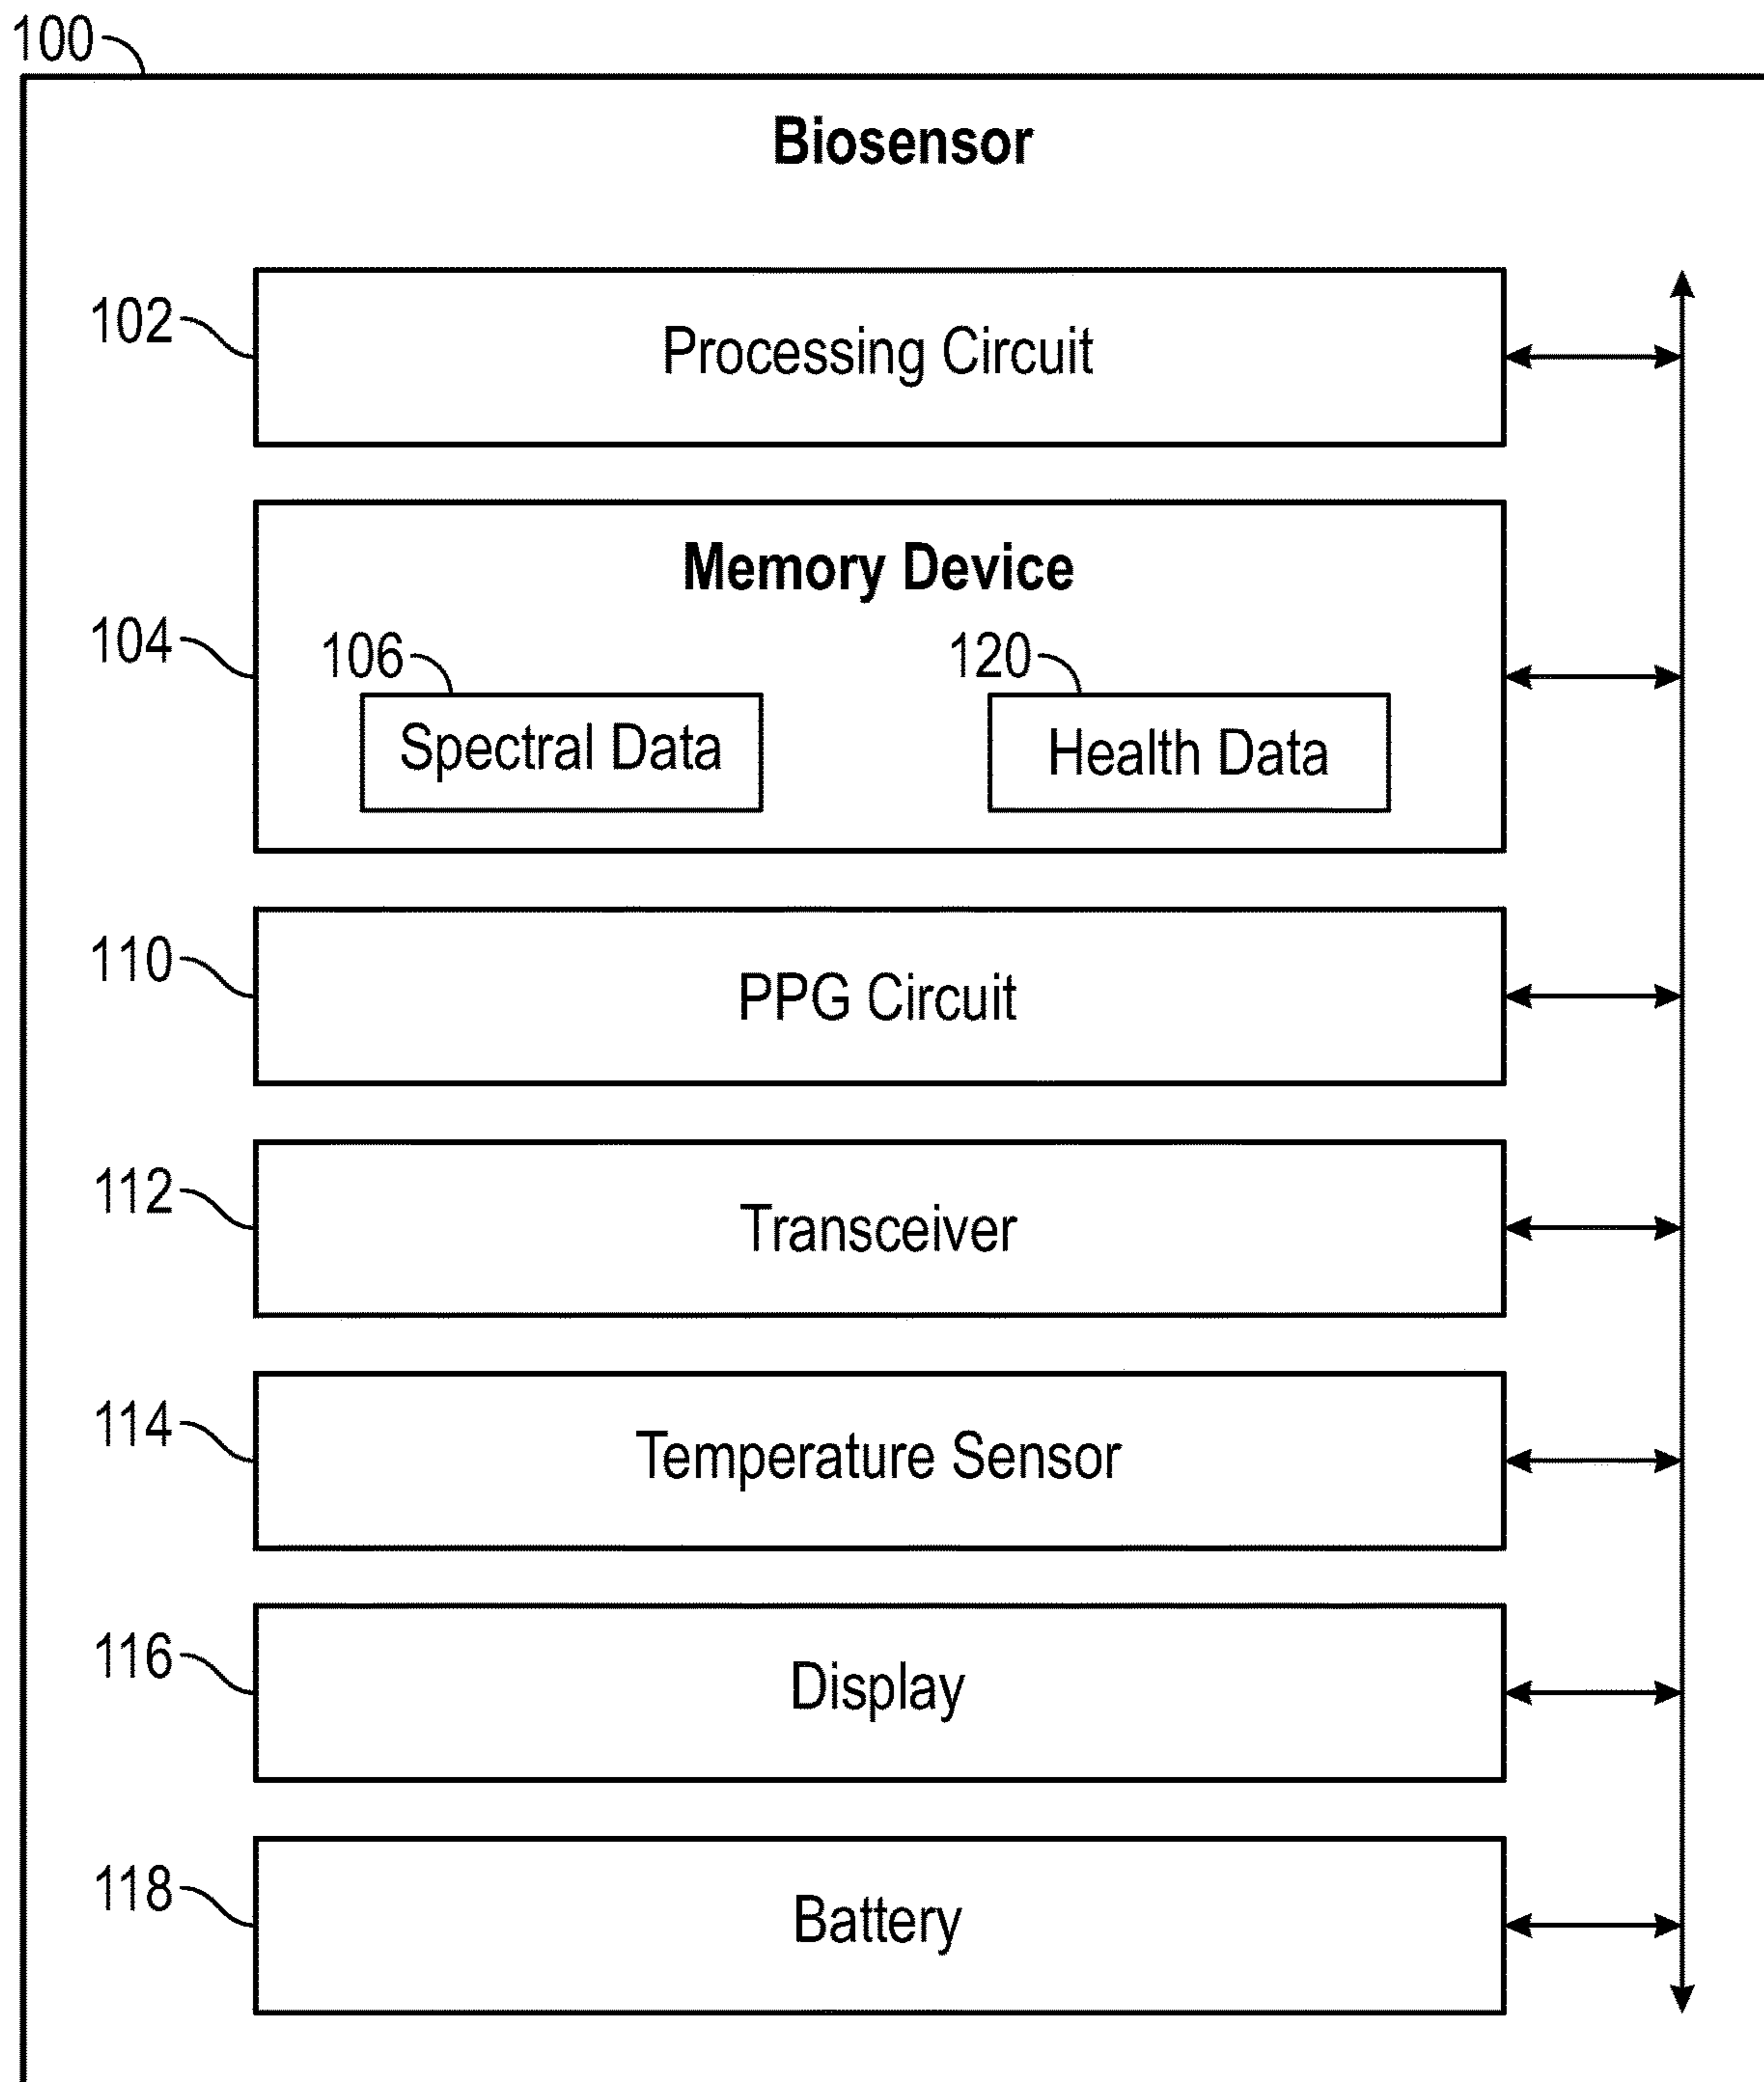 100
Biosensor
102
Processing Circuit
Memory Device
104
106
120
Spectral Data
Health Data
110
PPG Circuit
112
Transceiver
114
Temperature Sensor
116
Display
118
Battery